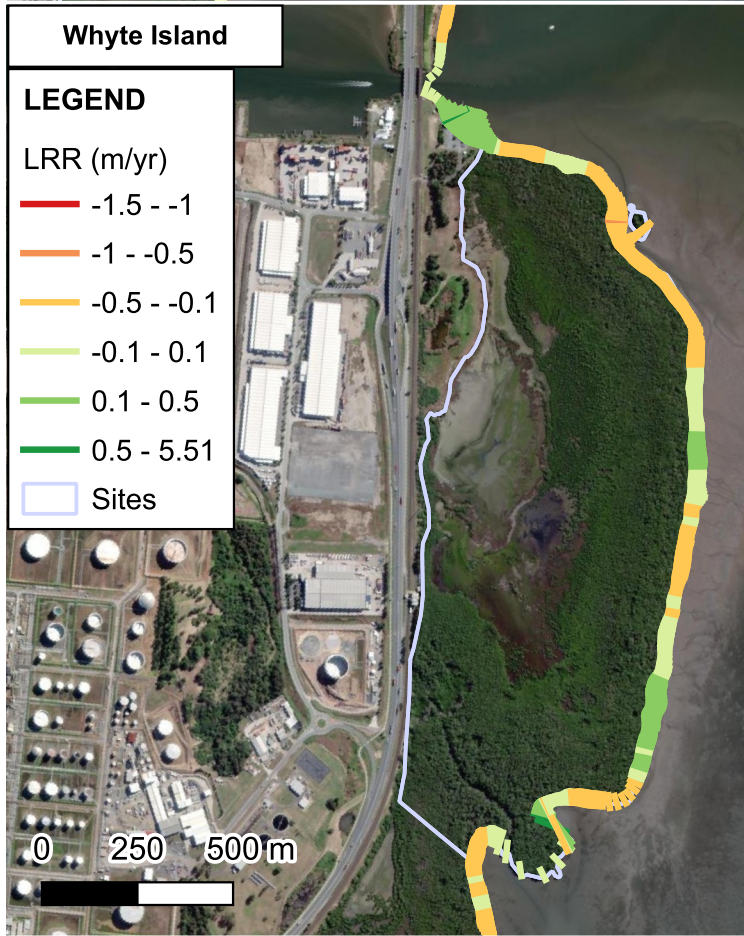 Whyte Island
LEGEND
LRR (m/yr)
-1.5 - -1
-1 - -0.5
-0.5 - -0.1
-0.1 - 0.1
0.1 - 0.5
0.5 - 5.51
Sites
0 250 500 m